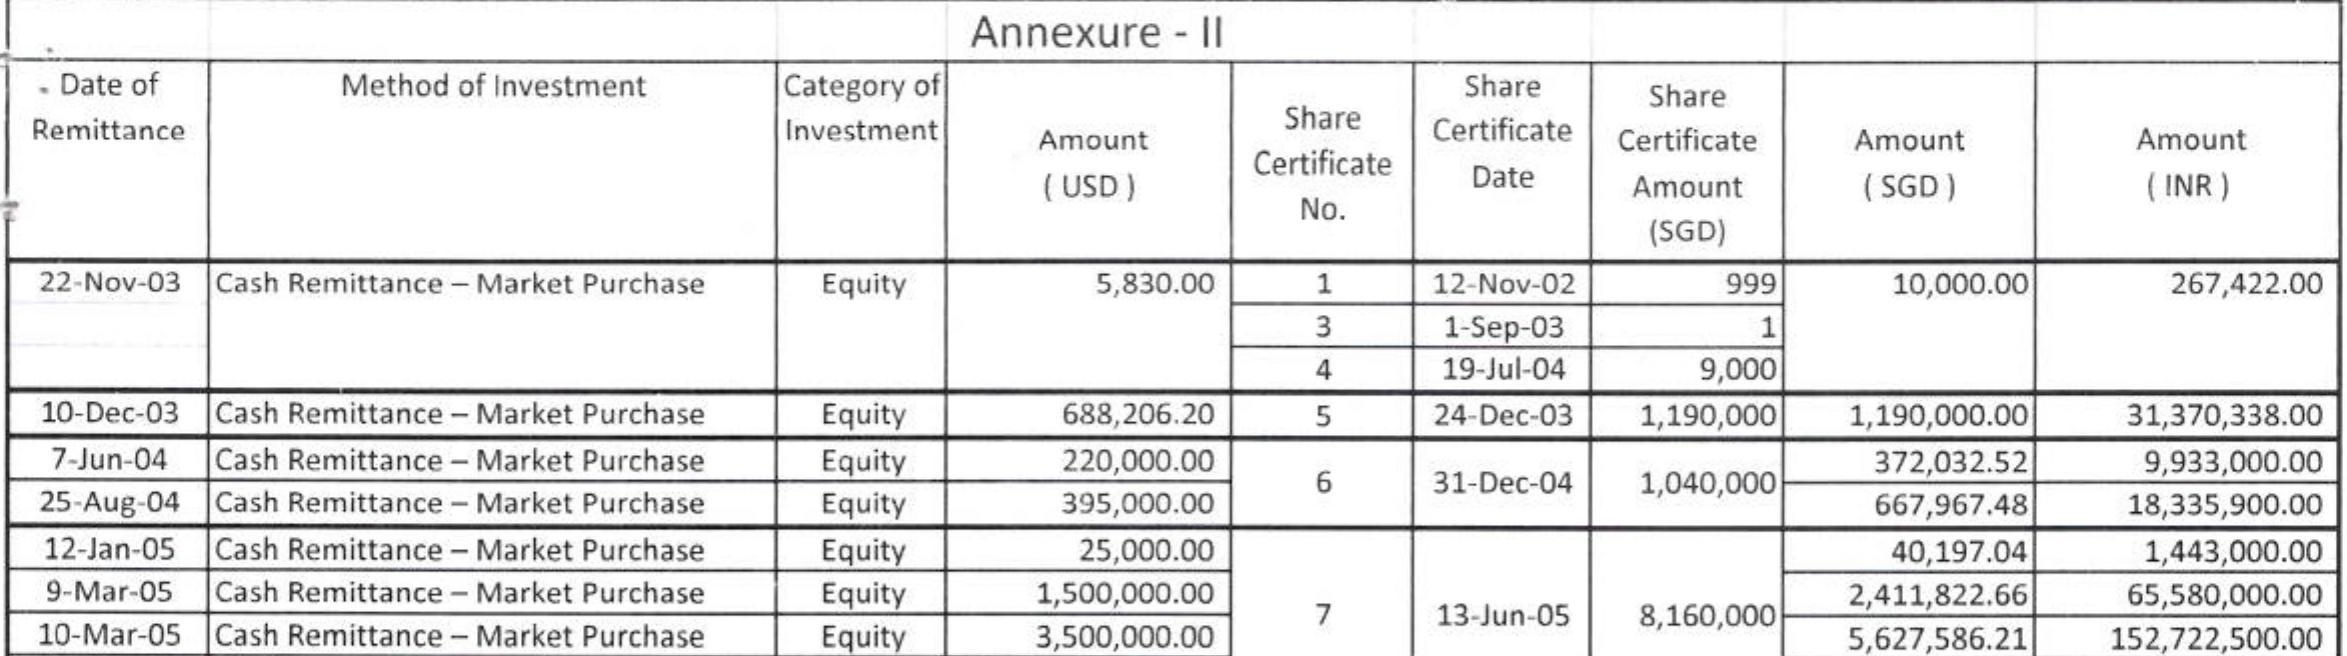 Annexure - II
Date of Remittance Method of Investment Category of Investment Amount ( USD ) Share Certificate No. Share Certificate Date Share Certificate Amount (SGD) Amount ( SGD ) Amount ( INR )
22-Nov-03 Cash Remittance – Market Purchase Equity 5,830.00 1 12-Nov-02 999 10,000.00 267,422.00
3 1-Sep-03 1
4 19-Jul-04 9,000
10-Dec-03 Cash Remittance – Market Purchase Equity 688,206.20 5 24-Dec-03 1,190,000 1,190,000.00 31,370,338.00
7-Jun-04 Cash Remittance – Market Purchase Equity 220,000.00 6 31-Dec-04 1,040,000 372,032.52 9,933,000.00
25-Aug-04 Cash Remittance – Market Purchase Equity 395,000.00 667,967.48 18,335,900.00
12-Jan-05 Cash Remittance – Market Purchase Equity 25,000.00 40,197.04 1,443,000.00
9-Mar-05 Cash Remittance – Market Purchase Equity 1,500,000.00 7 13-Jun-05 8,160,000 2,411,822.66 65,580,000.00
10-Mar-05 Cash Remittance – Market Purchase Equity 3,500,000.00 5,627,586.21 152,722,500.00